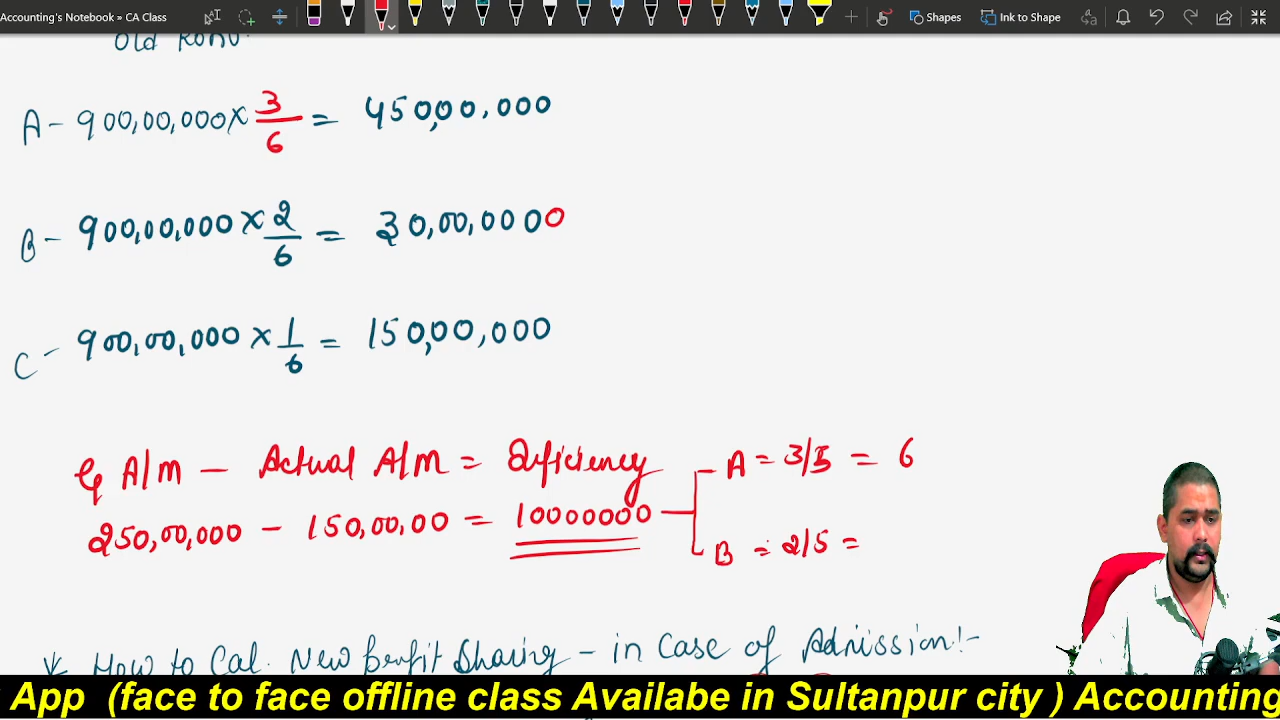 Accounting's Notebook » CA Class
Shapes
Ink to Shape
Old
A - 900,00,000 x 3/6 = 450,00,000
B - 900,00,000 x 2/6 = 30,00,0000
C - 900,00,000 x 1/6 = 150,00,000
G A/M - Actual A/M = Deficiency
250,00,000 - 150,00,00 = 10000000
A = 3/5 = 6
B = 2/5 =
* How to Cal. New Profit Sharing - in Case of Admission!-
App (face to face offline class Availabe in Sultanpur city ) Accounting